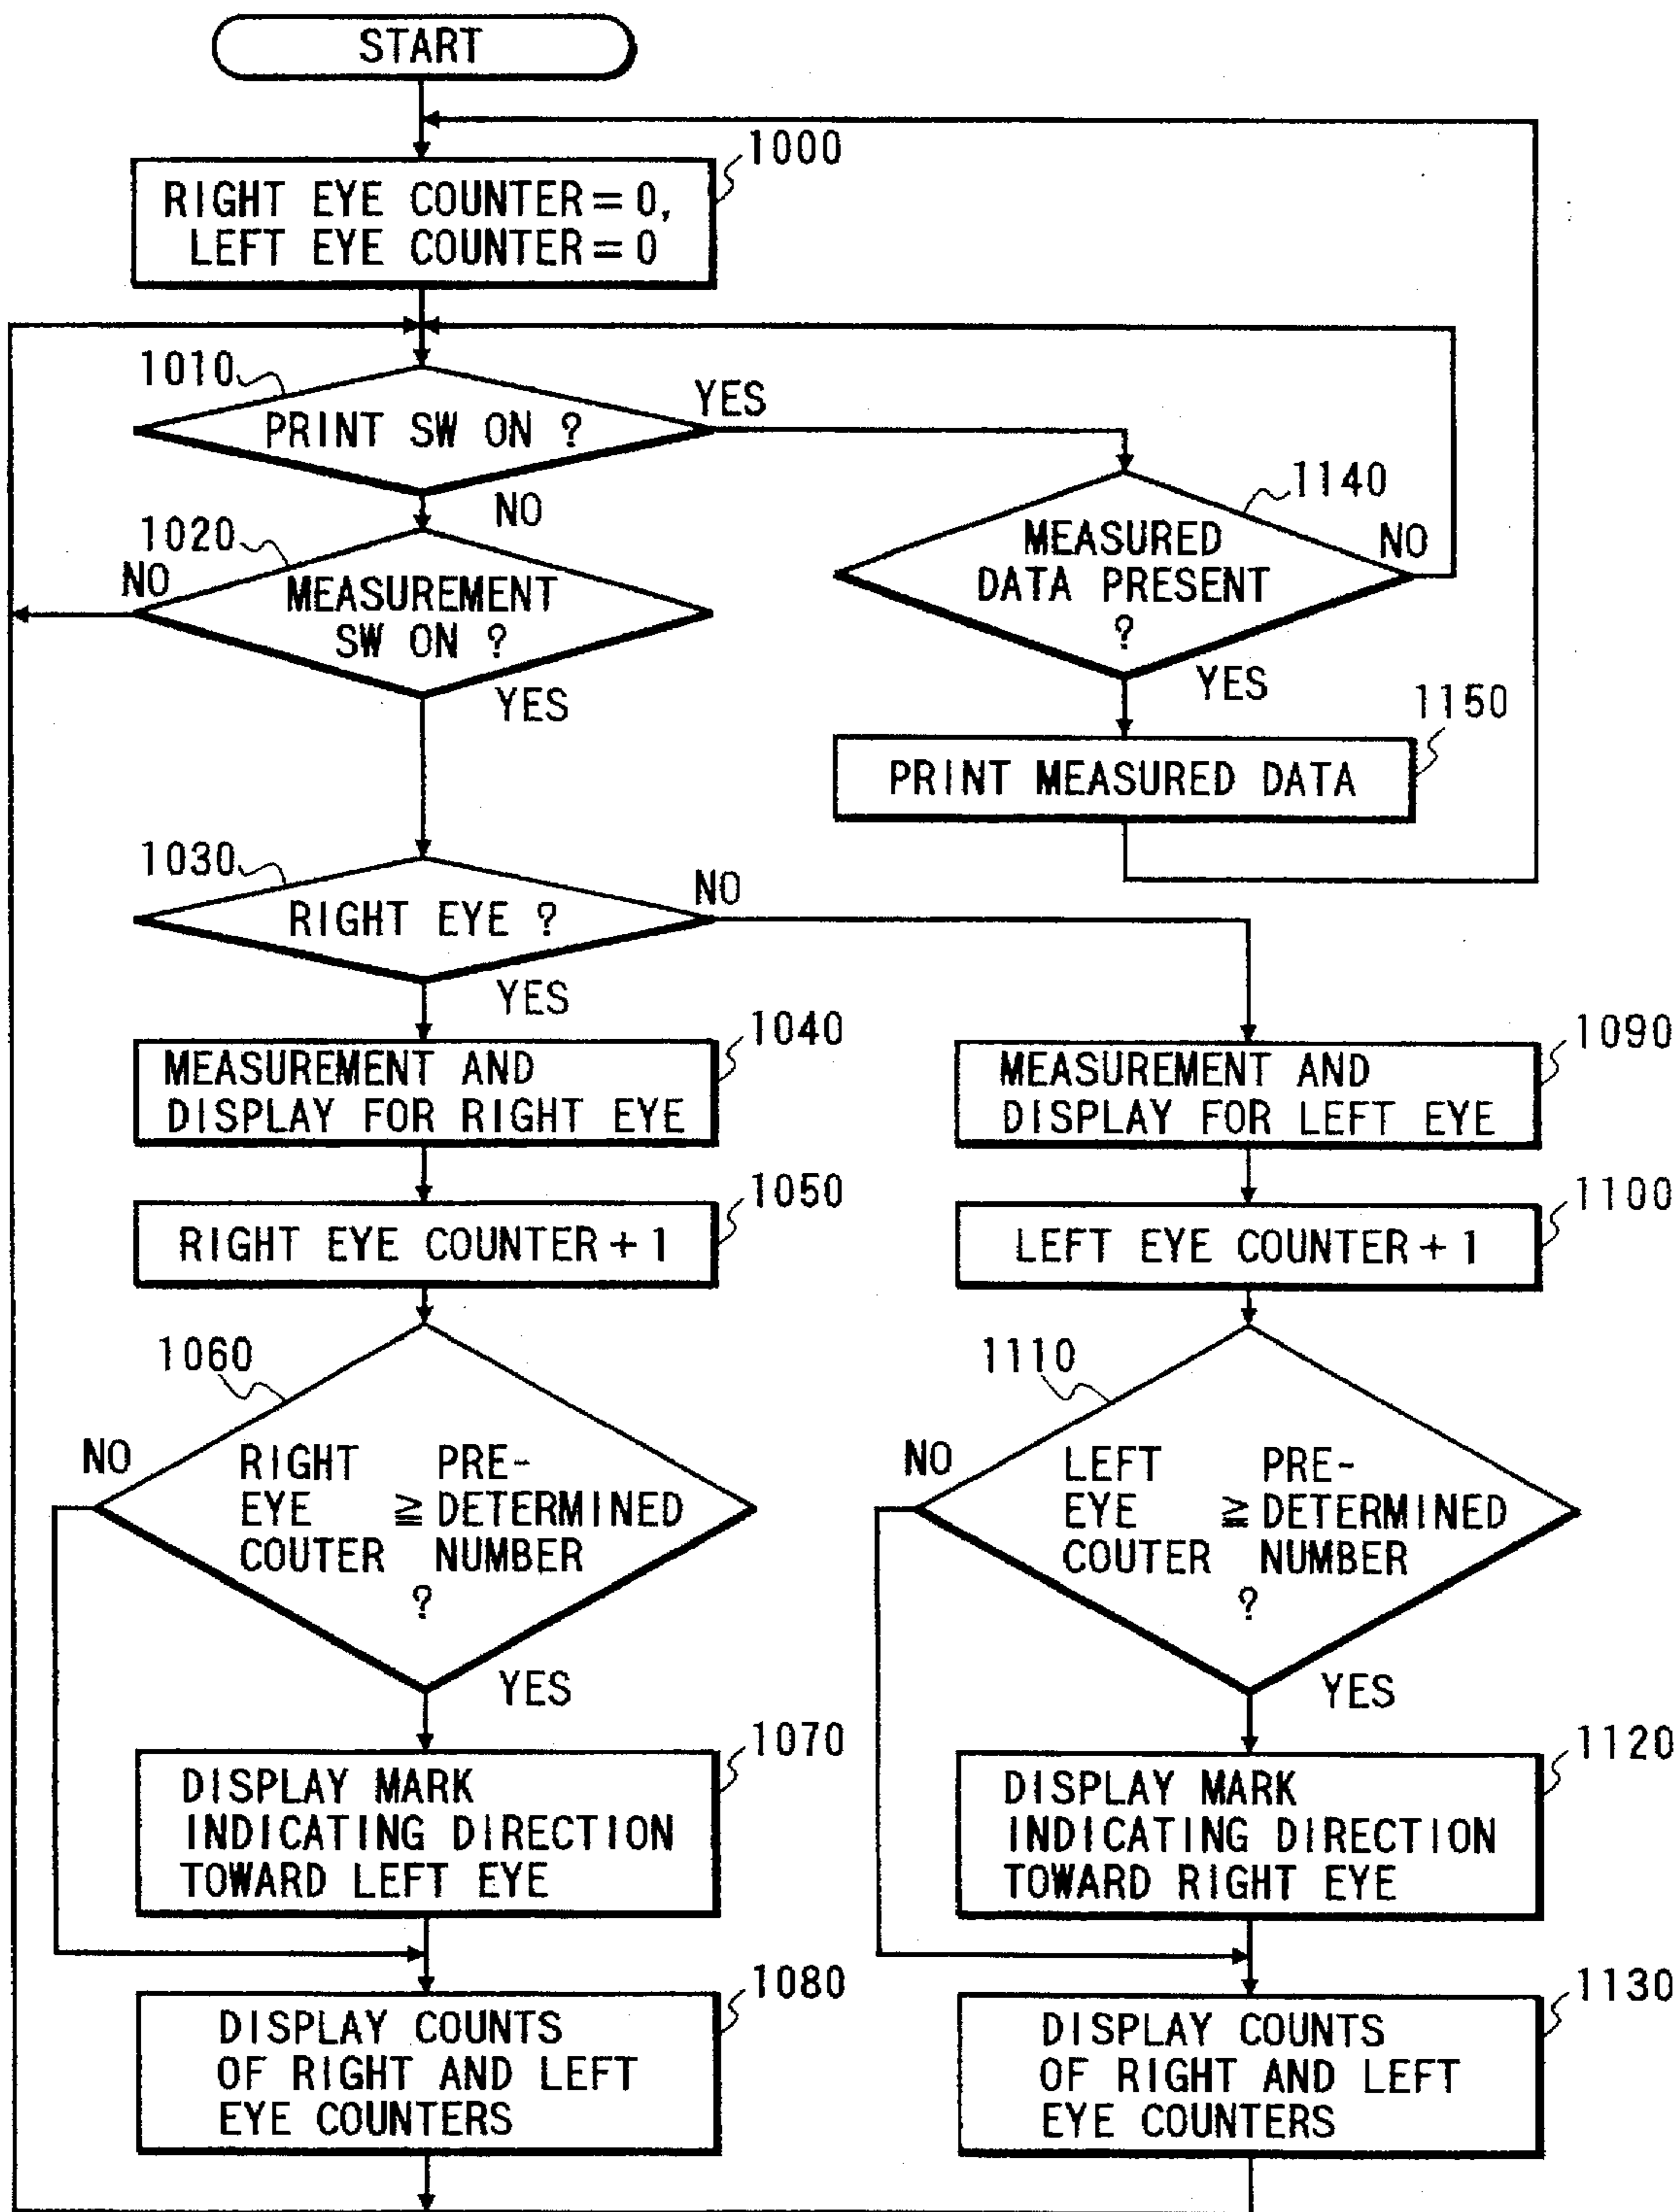 START
1000
RIGHT EYE COUNTER = 0,
LEFT EYE COUNTER = 0
1010
PRINT SW ON ?
YES
NO
1020
NO
MEASUREMENT
SW ON ?
YES
1140
MEASURED
DATA PRESENT
?
NO
YES
1150
PRINT MEASURED DATA
1030
RIGHT EYE ?
NO
YES
1040
MEASUREMENT AND
DISPLAY FOR RIGHT EYE
1050
RIGHT EYE COUNTER + 1
1060
NO
RIGHT PRE-
EYE ≧ DETERMINED
COUTER NUMBER
?
YES
1070
DISPLAY MARK
INDICATING DIRECTION
TOWARD LEFT EYE
1080
DISPLAY COUNTS
OF RIGHT AND LEFT
EYE COUNTERS
1090
MEASUREMENT AND
DISPLAY FOR LEFT EYE
1100
LEFT EYE COUNTER + 1
1110
NO
LEFT PRE-
EYE ≧ DETERMINED
COUTER NUMBER
?
YES
1120
DISPLAY MARK
INDICATING DIRECTION
TOWARD RIGHT EYE
1130
DISPLAY COUNTS
OF RIGHT AND LEFT
EYE COUNTERS